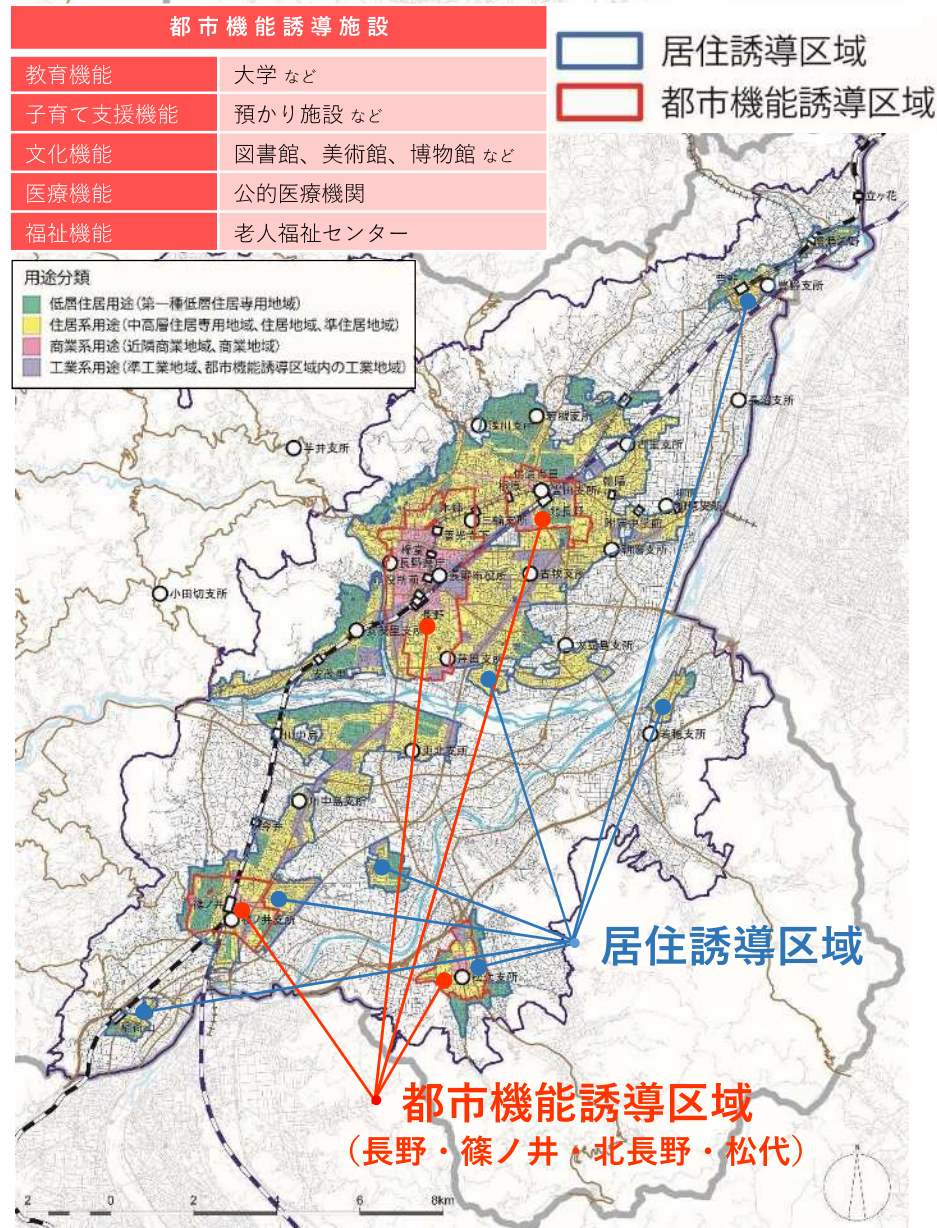 都市機能誘導施設
教育機能 大学 など
子育て支援機能 預かり施設 など
文化機能 図書館、美術館、博物館 など
医療機能 公的医療機関
福祉機能 老人福祉センター
居住誘導区域
都市機能誘導区域
用途分類
低層住居用途(第一種低層住居専用地域)
住居系用途(中高層住居専用地域、住居地域、準住居地域)
商業系用途(近隣商業地域、商業地域)
工業系用途(準工業地域、都市機能誘導区域内の工業地域)
立ヶ花
豊野支所
長沼支所
若槻支所
浅川支所
古里支所
芋井支所
三輪支所
北長野
朝陽支所
長野市役所
古牧支所
小田切支所
長野
芹田支所
大豆島支所
若穂支所
更北支所
川中島支所
今井
篠ノ井
篠ノ井支所
松代支所
居住誘導区域
都市機能誘導区域
(長野・篠ノ井・北長野・松代)
N
2 0 2 4 6 8km